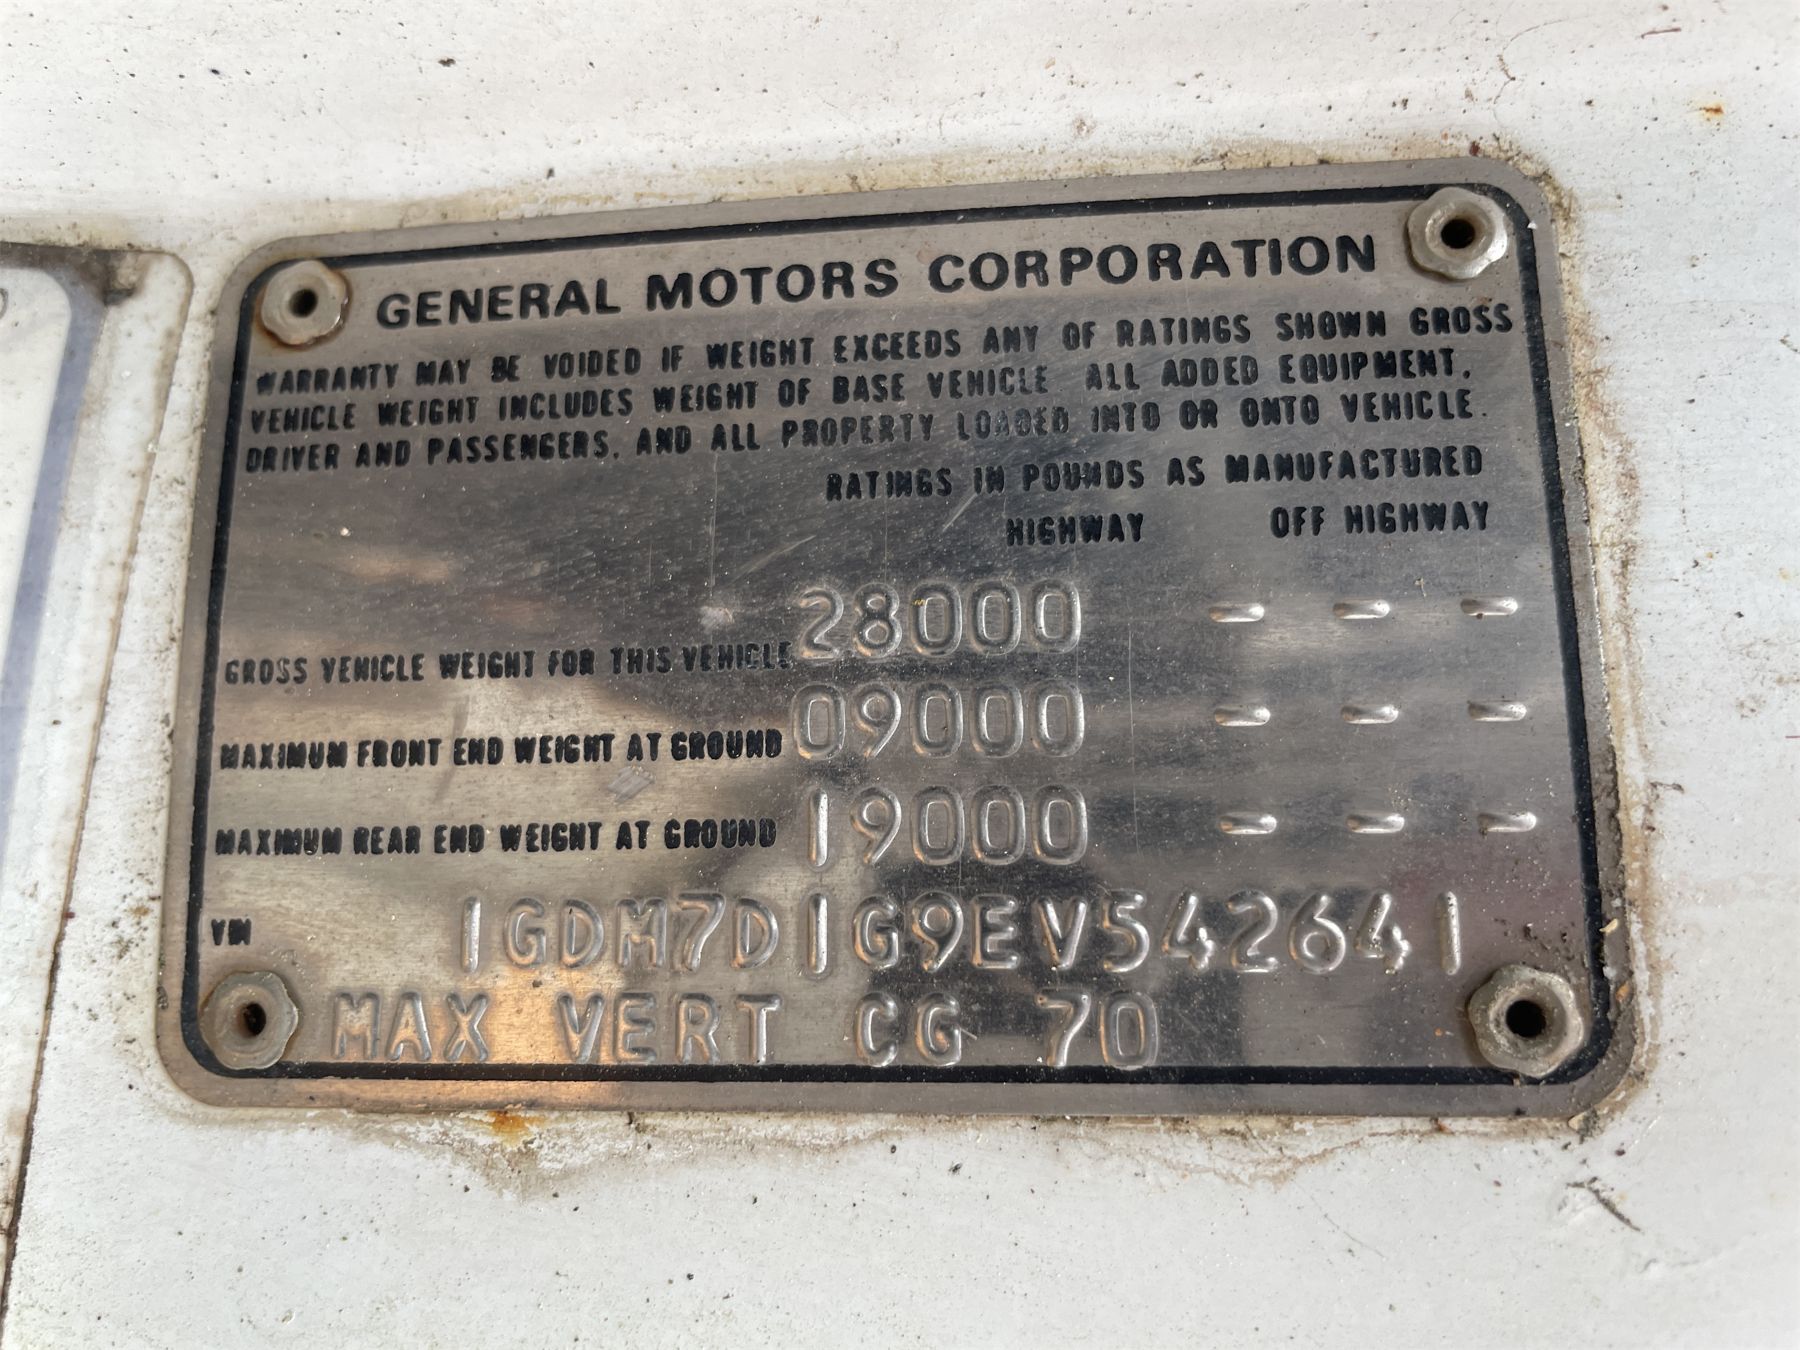 GENERAL MOTORS CORPORATION
WARRANTY MAY BE VOIDED IF WEIGHT EXCEEDS ANY OF RATINGS SHOWN GROSS
VEHICLE WEIGHT INCLUDES WEIGHT OF BASE VEHICLE ALL ADDED EQUIPMENT,
DRIVER AND PASSENGERS, AND ALL PROPERTY LOADED INTO OR ONTO VEHICLE.
RATINGS IN POUNDS AS MANUFACTURED
HIGHWAY OFF HIGHWAY
GROSS VEHICLE WEIGHT FOR THIS VEHICLE 28000 - - -
MAXIMUM FRONT END WEIGHT AT GROUND 09000 - - -
MAXIMUM REAR END WEIGHT AT GROUND 19000 - - -
VIN 1GDM7D1G9EV542641
MAX VERT CG 70